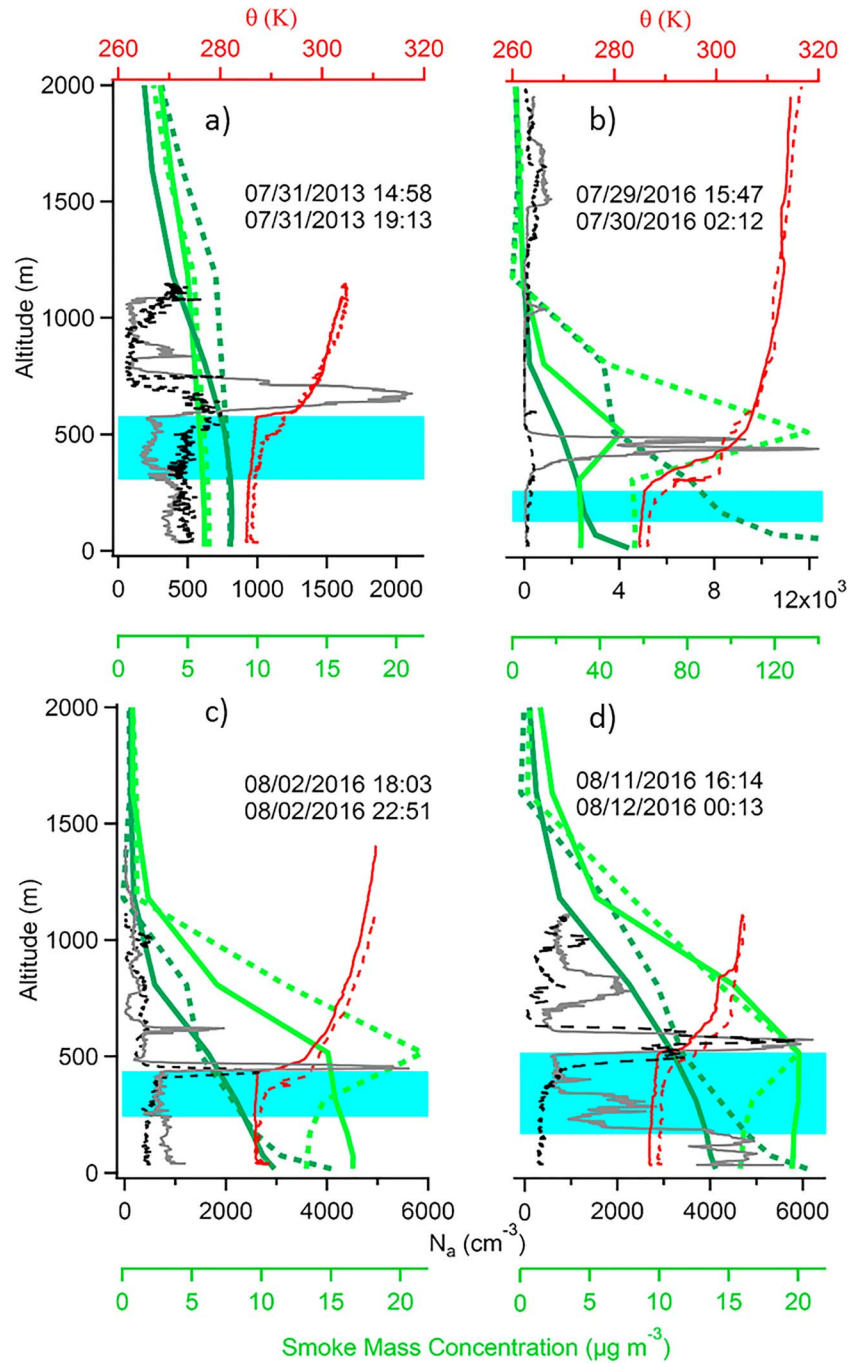 θ (K)
θ (K)
260 280 300 320
260 280 300 320
2000
1500
1000
500
0
Altitude (m)
a)
07/31/2013 14:58
07/31/2013 19:13
b)
07/29/2016 15:47
07/30/2016 02:12
0 500 1000 1500 2000
0 4 8 12x10³
0 5 10 15 20
0 40 80 120
2000
1500
1000
500
0
Altitude (m)
c)
08/02/2016 18:03
08/02/2016 22:51
d)
08/11/2016 16:14
08/12/2016 00:13
0 2000 4000 6000
0 2000 4000 6000
Nₐ (cm⁻³)
0 5 10 15 20
0 5 10 15 20
Smoke Mass Concentration (µg m⁻³)